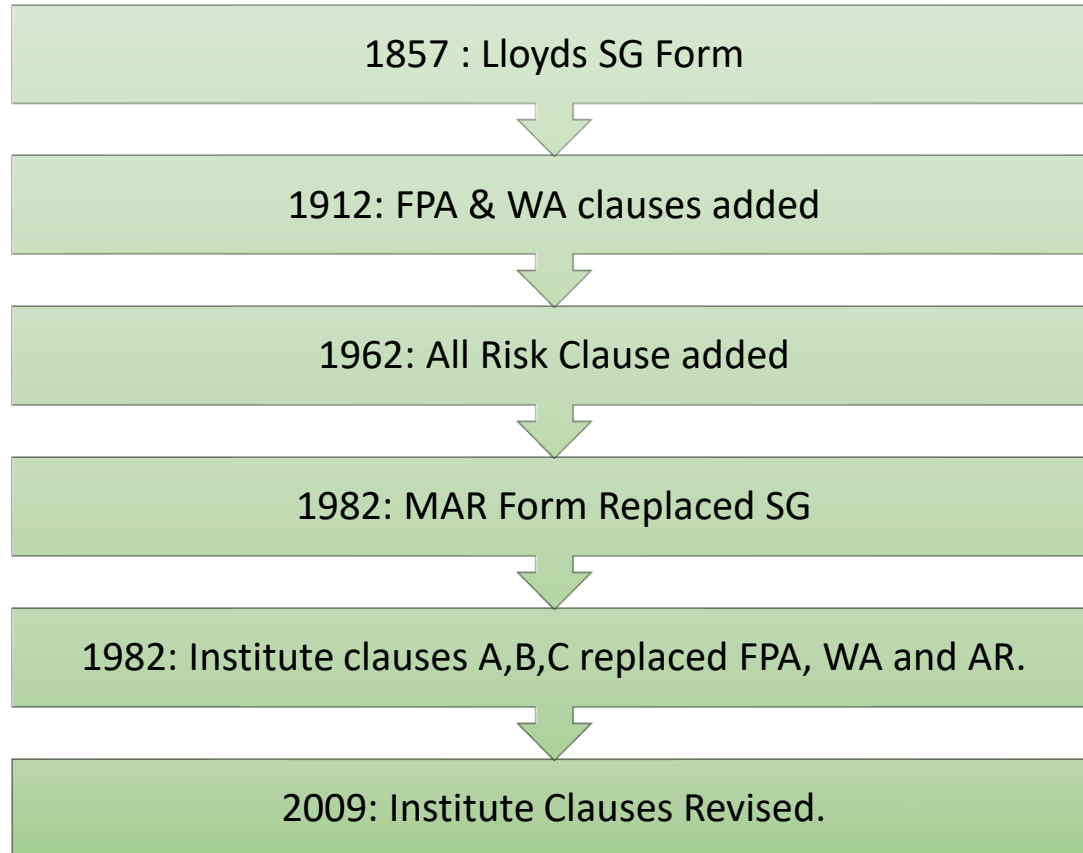 1857 : Lloyds SG Form
1912: FPA & WA clauses added
1962: All Risk Clause added
1982: MAR Form Replaced SG
1982: Institute clauses A,B,C replaced FPA, WA and AR.
2009: Institute Clauses Revised.